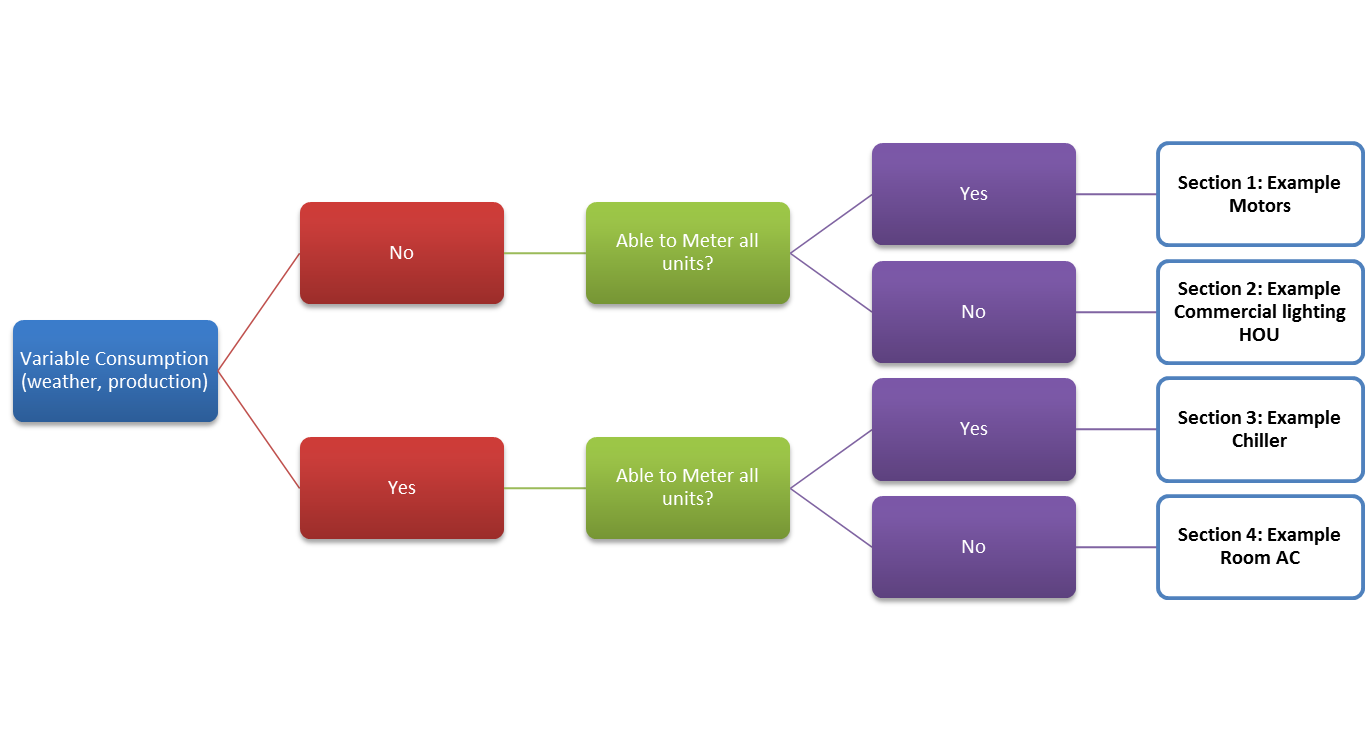 Variable Consumption
(weather, production)
No
Able to Meter all
units?
Yes
Section 1: Example
Motors
No
Section 2: Example
Commercial lighting
HOU
Yes
Able to Meter all
units?
Yes
Section 3: Example
Chiller
No
Section 4: Example
Room AC